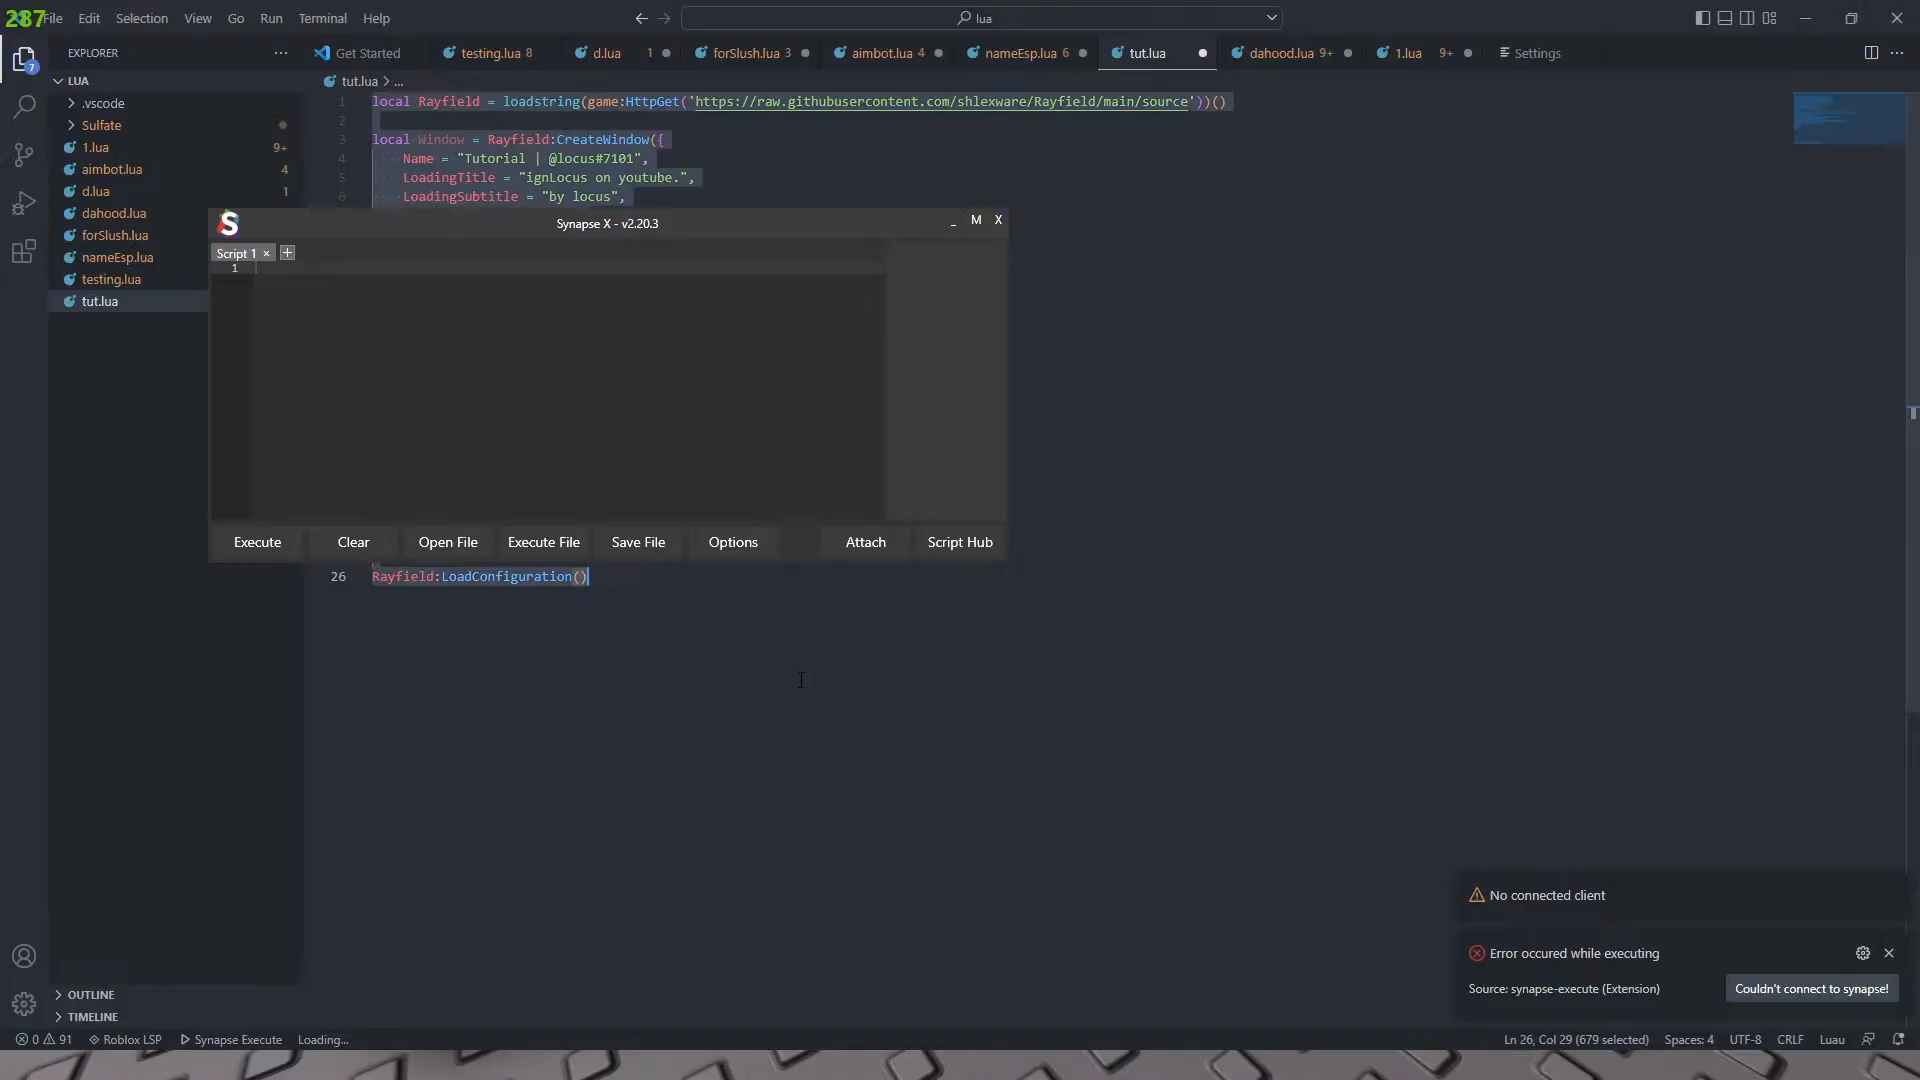 287
File Edit Selection View Go Run Terminal Help
lua
EXPLORER
Get Started testing.lua 8 d.lua 1 forSlush.lua 3 aimbot.lua 4 nameEsp.lua 6 tut.lua dahood.lua 9+ 1.lua 9+ Settings
LUA
tut.lua > ...
.vscode
Sulfate
1.lua 9+
aimbot.lua 4
d.lua 1
dahood.lua
forSlush.lua
nameEsp.lua
testing.lua
tut.lua
7
1 local Rayfield = loadstring(game:HttpGet('https://raw.githubusercontent.com/shlexware/Rayfield/main/source'))()
2
3 local Window = Rayfield:CreateWindow({
4 Name = "Tutorial | @locus#7101",
5 LoadingTitle = "ignLocus on youtube.",
6 LoadingSubtitle = "by locus",
Synapse X - v2.20.3
_ M X
Script 1 × +
1
Execute Clear Open File Execute File Save File Options Attach Script Hub
26 Rayfield:LoadConfiguration()
No connected client
Error occured while executing
Source: synapse-execute (Extension) Couldn't connect to synapse!
OUTLINE
TIMELINE
0 91 Roblox LSP Synapse Execute Loading... Ln 26, Col 29 (679 selected) Spaces: 4 UTF-8 CRLF Luau